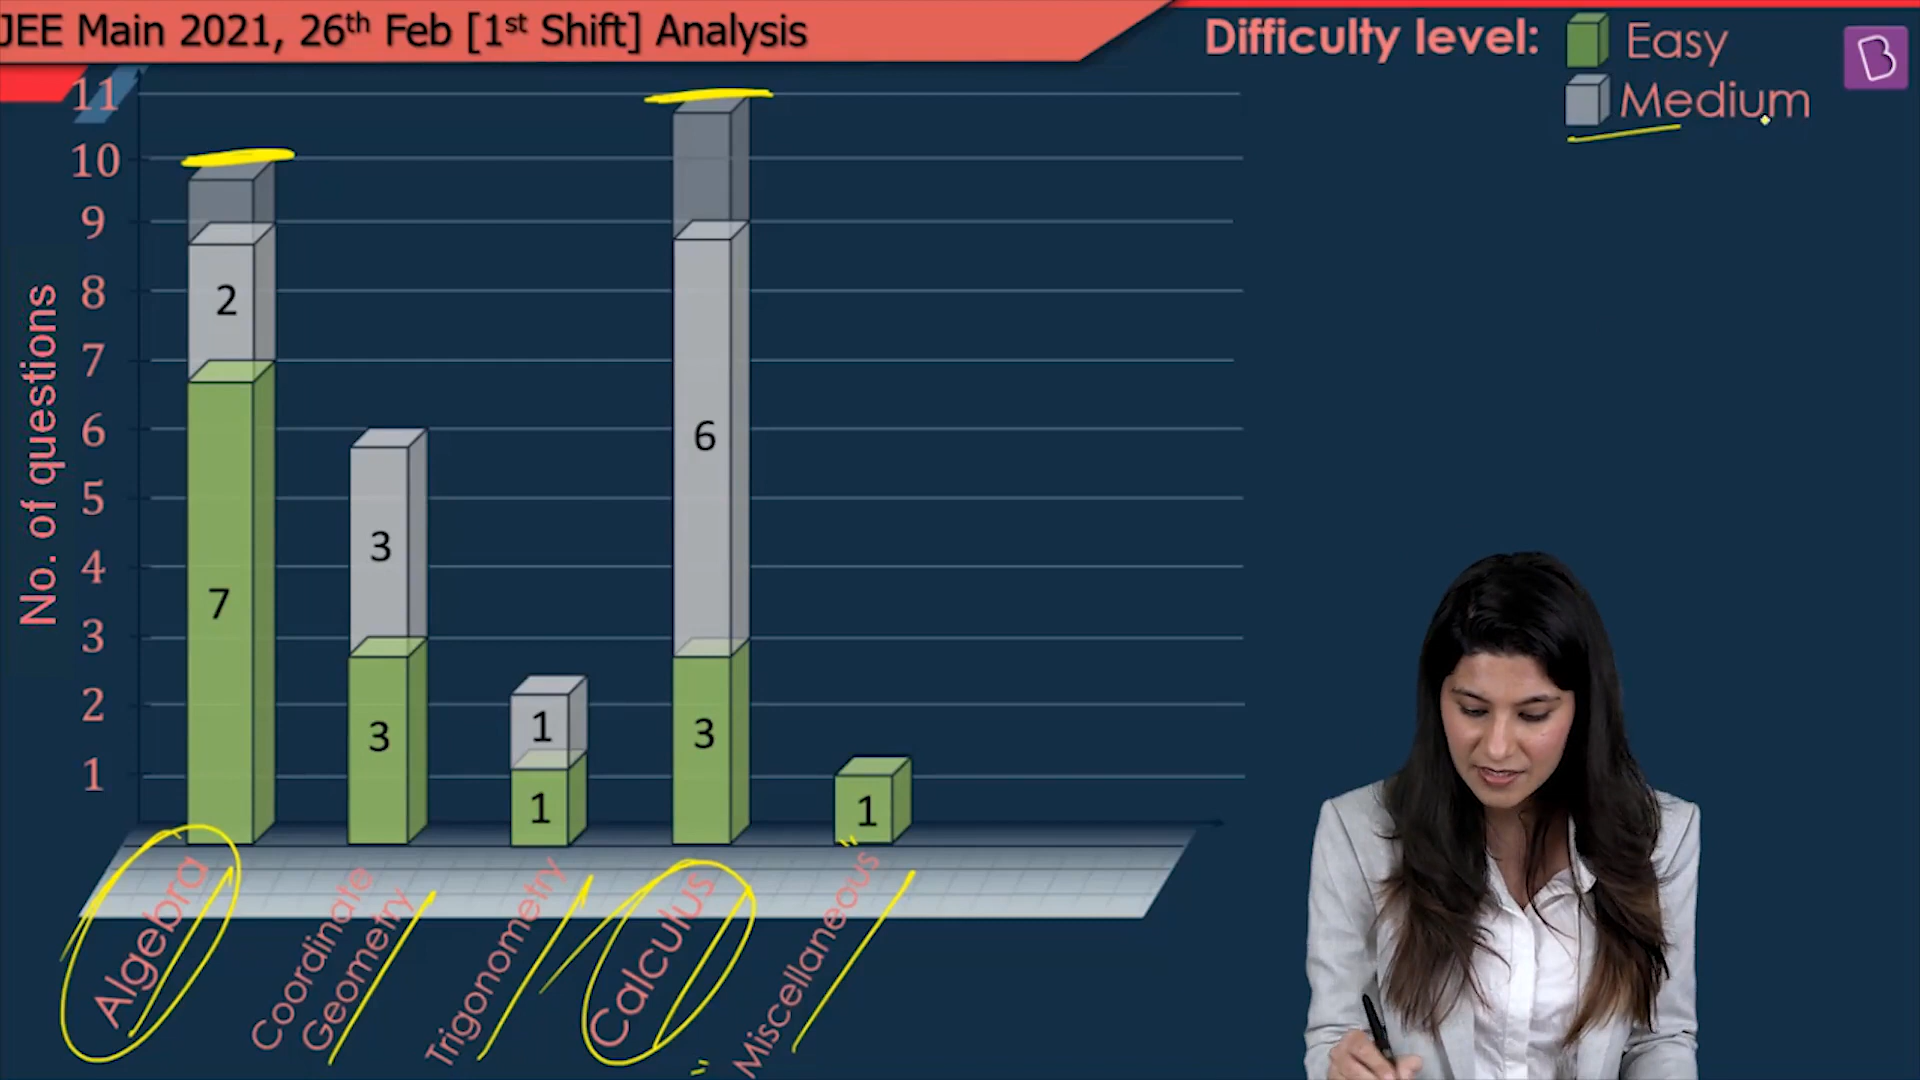 JEE Main 2021, 26th Feb [1st Shift] Analysis
Difficulty level:
Easy
Medium
B
No. of questions
11
10
9
8
7
6
5
4
3
2
1
2
7
3
3
1
1
6
3
1
Algebra
Coordinate
Geometry
Trigonometry
Calculus
Miscellaneous